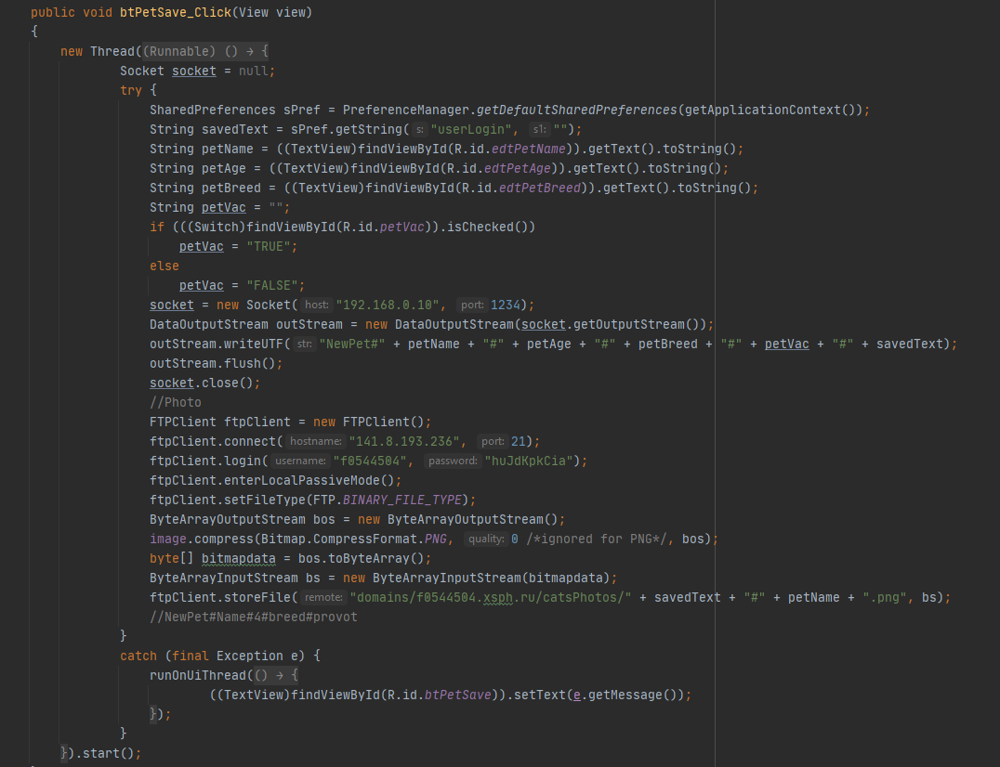 public void btPetSave_Click(View view)
{
new Thread((Runnable) () → {
Socket socket = null;
try {
SharedPreferences sPref = PreferenceManager.getDefaultSharedPreferences(getApplicationContext());
String savedText = sPref.getString( s: "userLogin", s1: "");
String petName = ((TextView)findViewById(R.id.edtPetName)).getText().toString();
String petAge = ((TextView)findViewById(R.id.edtPetAge)).getText().toString();
String petBreed = ((TextView)findViewById(R.id.edtPetBreed)).getText().toString();
String petVac = "";
if (((Switch)findViewById(R.id.petVac)).isChecked())
petVac = "TRUE";
else
petVac = "FALSE";
socket = new Socket( host: "192.168.0.10", port: 1234);
DataOutputStream outStream = new DataOutputStream(socket.getOutputStream());
outStream.writeUTF( str: "NewPet#" + petName + "#" + petAge + "#" + petBreed + "#" + petVac + "#" + savedText);
outStream.flush();
socket.close();
//Photo
FTPClient ftpClient = new FTPClient();
ftpClient.connect( hostname: "141.8.193.236", port: 21);
ftpClient.login( username: "f0544504", password: "huJdKpkCia");
ftpClient.enterLocalPassiveMode();
ftpClient.setFileType(FTP.BINARY_FILE_TYPE);
ByteArrayOutputStream bos = new ByteArrayOutputStream();
image.compress(Bitmap.CompressFormat.PNG, quality: 0 /*ignored for PNG*/, bos);
byte[] bitmapdata = bos.toByteArray();
ByteArrayInputStream bs = new ByteArrayInputStream(bitmapdata);
ftpClient.storeFile( remote: "domains/f0544504.xsph.ru/catsPhotos/" + savedText + "#" + petName + ".png", bs);
//NewPet#Name#4#breed#provot
}
catch (final Exception e) {
runOnUiThread(() → {
((TextView)findViewById(R.id.btPetSave)).setText(e.getMessage());
});
}
}).start();